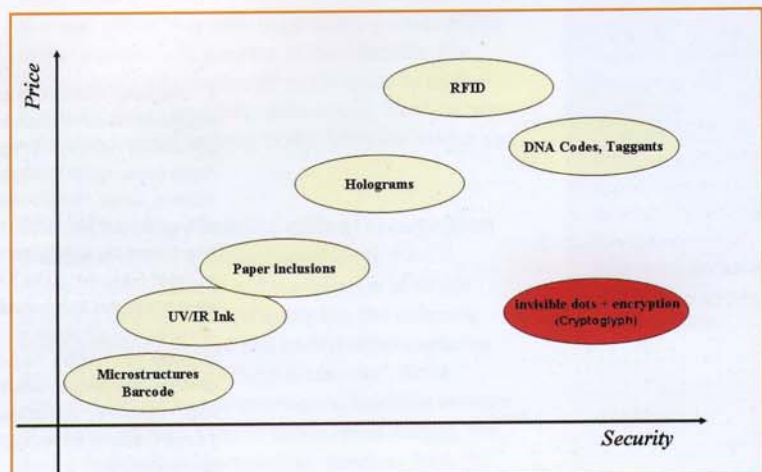 Price
RFID
DNA Codes, Taggants
Holograms
Paper inclusions
UV/IR Ink
invisible dots + encryption
(Cryptoglyph)
Microstructures
Barcode
Security